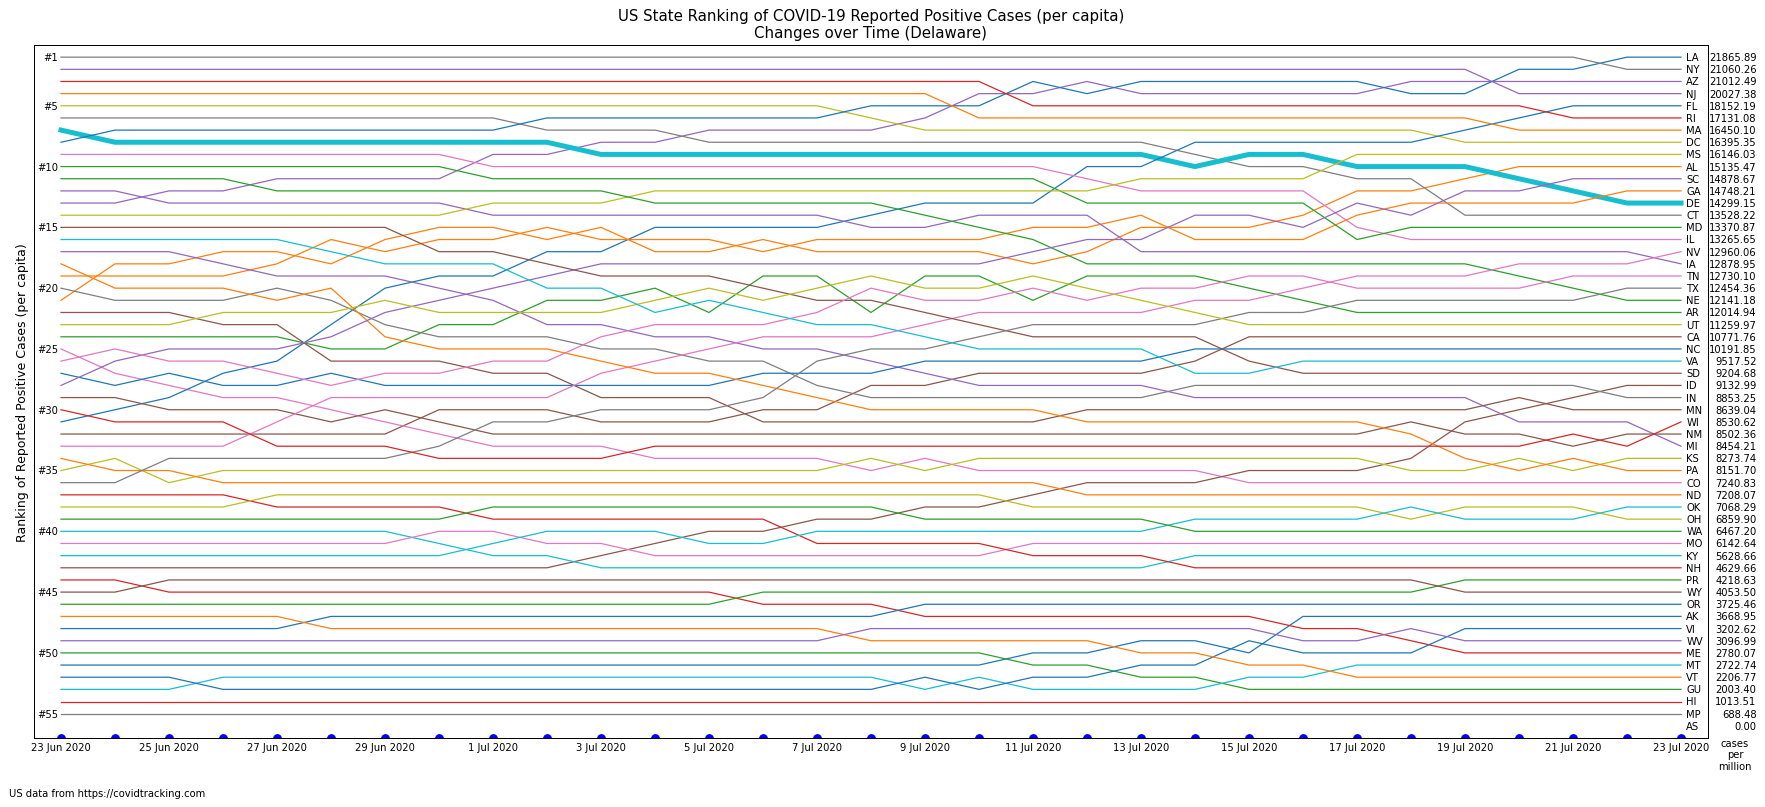 US State Ranking of COVID-19 Reported Positive Cases (per capita)
Changes over Time (Delaware)
Ranking of Reported Positive Cases (per capita)
#1
#5
#10
#15
#20
#25
#30
#35
#40
#45
#50
#55
LA 21865.89
NY 21060.26
AZ 21012.49
NJ 20027.38
FL 18152.19
RI 17131.08
MA 16450.10
DC 16395.35
MS 16146.03
AL 15135.47
SC 14878.67
GA 14748.21
DE 14299.15
CT 13528.22
MD 13370.87
IL 13265.65
NV 12960.06
IA 12878.95
TN 12730.10
TX 12454.36
NE 12141.18
AR 12014.94
UT 11259.97
CA 10771.76
NC 10191.85
VA 9517.52
SD 9204.68
ID 9132.99
IN 8853.25
MN 8639.04
WI 8530.62
NM 8502.36
MI 8454.21
KS 8273.74
PA 8151.70
CO 7240.83
ND 7208.07
OK 7068.29
OH 6859.90
WA 6467.20
MO 6142.64
KY 5628.66
NH 4629.66
PR 4218.63
WY 4053.50
OR 3725.46
AK 3668.95
VI 3202.62
WV 3096.99
ME 2780.07
MT 2722.74
VT 2206.77
GU 2003.40
HI 1013.51
MP 688.48
AS 0.00
23 Jun 2020 25 Jun 2020 27 Jun 2020 29 Jun 2020 1 Jul 2020 3 Jul 2020 5 Jul 2020 7 Jul 2020 9 Jul 2020 11 Jul 2020 13 Jul 2020 15 Jul 2020 17 Jul 2020 19 Jul 2020 21 Jul 2020 23 Jul 2020
cases
per
million
US data from https://covidtracking.com